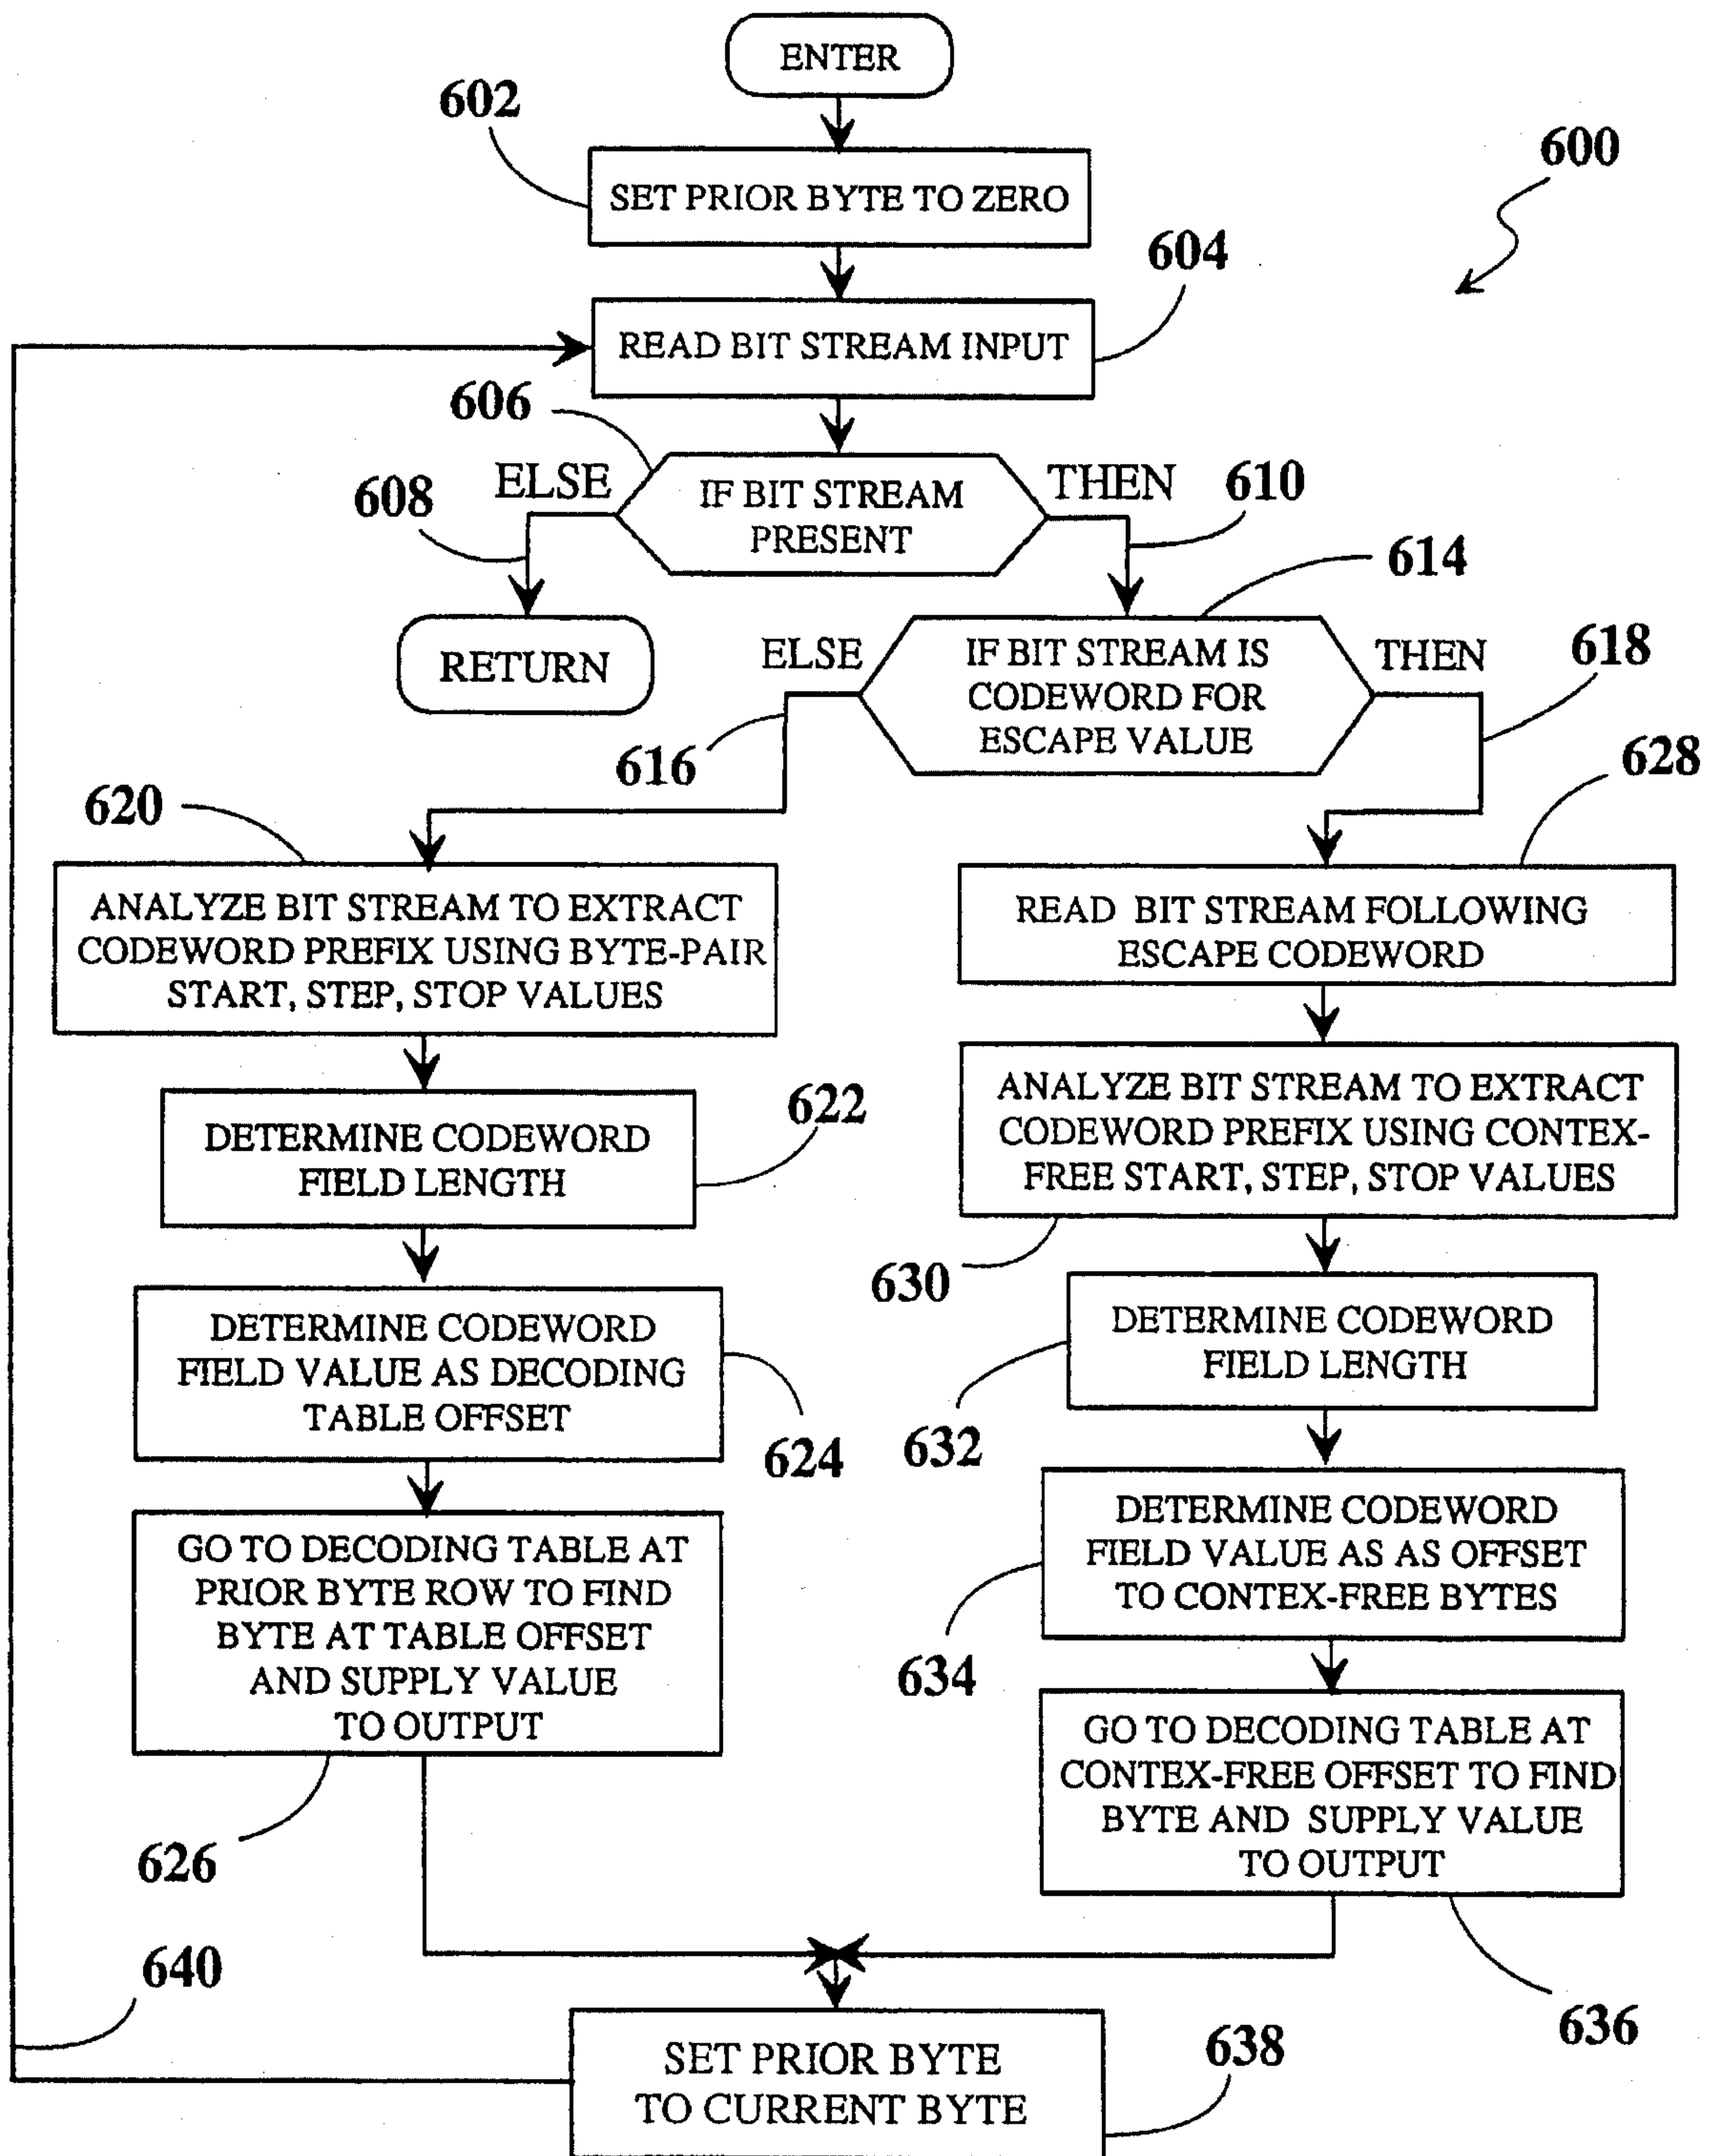 ENTER
602
SET PRIOR BYTE TO ZERO
600
604
READ BIT STREAM INPUT
606
ELSE
IF BIT STREAM
PRESENT
THEN
608
610
RETURN
614
ELSE
IF BIT STREAM IS
CODEWORD FOR
ESCAPE VALUE
THEN
616
618
620
ANALYZE BIT STREAM TO EXTRACT
CODEWORD PREFIX USING BYTE-PAIR
START, STEP, STOP VALUES
622
DETERMINE CODEWORD
FIELD LENGTH
DETERMINE CODEWORD
FIELD VALUE AS DECODING
TABLE OFFSET
624
GO TO DECODING TABLE AT
PRIOR BYTE ROW TO FIND
BYTE AT TABLE OFFSET
AND SUPPLY VALUE
TO OUTPUT
626
628
READ BIT STREAM FOLLOWING
ESCAPE CODEWORD
ANALYZE BIT STREAM TO EXTRACT
CODEWORD PREFIX USING CONTEX-
FREE START, STEP, STOP VALUES
630
DETERMINE CODEWORD
FIELD LENGTH
632
DETERMINE CODEWORD
FIELD VALUE AS AS OFFSET
TO CONTEX-FREE BYTES
634
GO TO DECODING TABLE AT
CONTEX-FREE OFFSET TO FIND
BYTE AND SUPPLY VALUE
TO OUTPUT
636
640
SET PRIOR BYTE
TO CURRENT BYTE
638